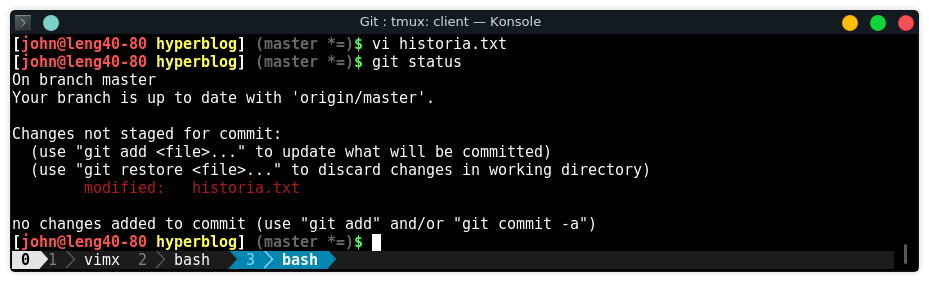 Git : tmux: client — Konsole
[john@leng40-80 hyperblog] (master *=)$ vi historia.txt
[john@leng40-80 hyperblog] (master *=)$ git status
On branch master
Your branch is up to date with 'origin/master'.
Changes not staged for commit:
  (use "git add <file>..." to update what will be committed)
  (use "git restore <file>..." to discard changes in working directory)
        modified:   historia.txt
no changes added to commit (use "git add" and/or "git commit -a")
[john@leng40-80 hyperblog] (master *=)$
0 1 vimx 2 bash 3 bash